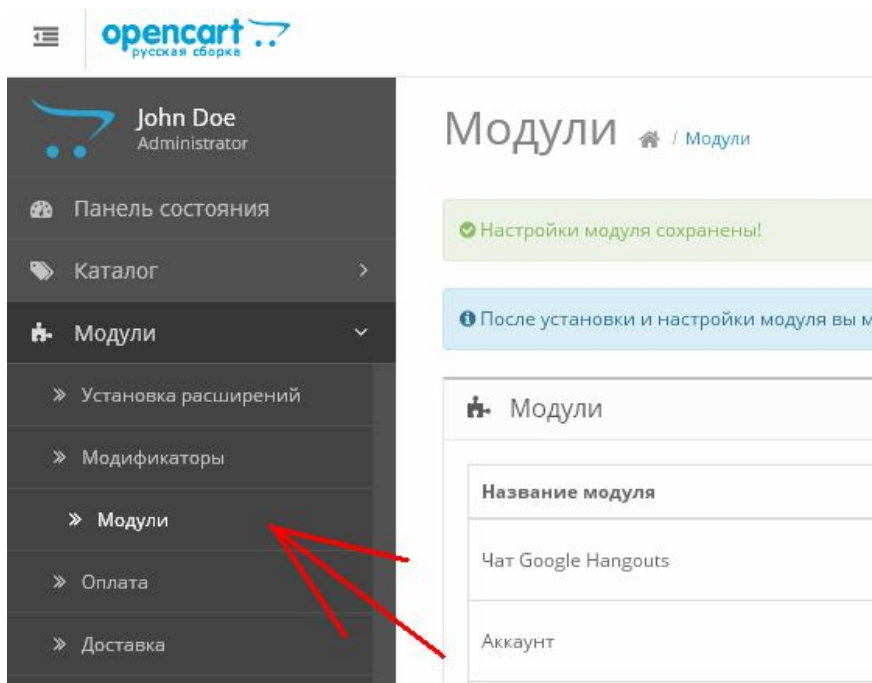 opencart
русская сборка
John Doe
Administrator
Модули / Модули
Панель состояния
Настройки модуля сохранены!
Каталог
После установки и настройки модуля вы м
Модули
Установка расширений
Модули
Модификаторы
Название модуля
Модули
Чат Google Hangouts
Оплата
Аккаунт
Доставка